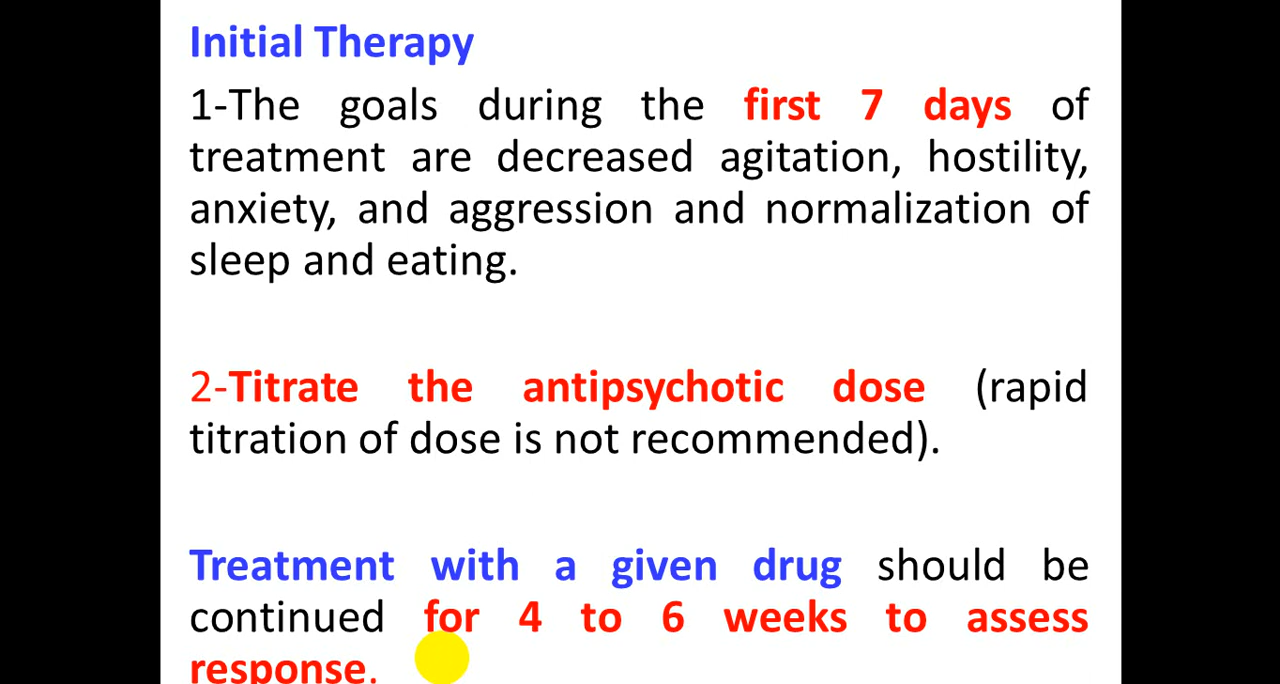 Initial Therapy
1-The goals during the first 7 days of
treatment are decreased agitation, hostility,
anxiety, and aggression and normalization of
sleep and eating.
2-Titrate the antipsychotic dose (rapid
titration of dose is not recommended).
Treatment with a given drug should be
continued for 4 to 6 weeks to assess
response.